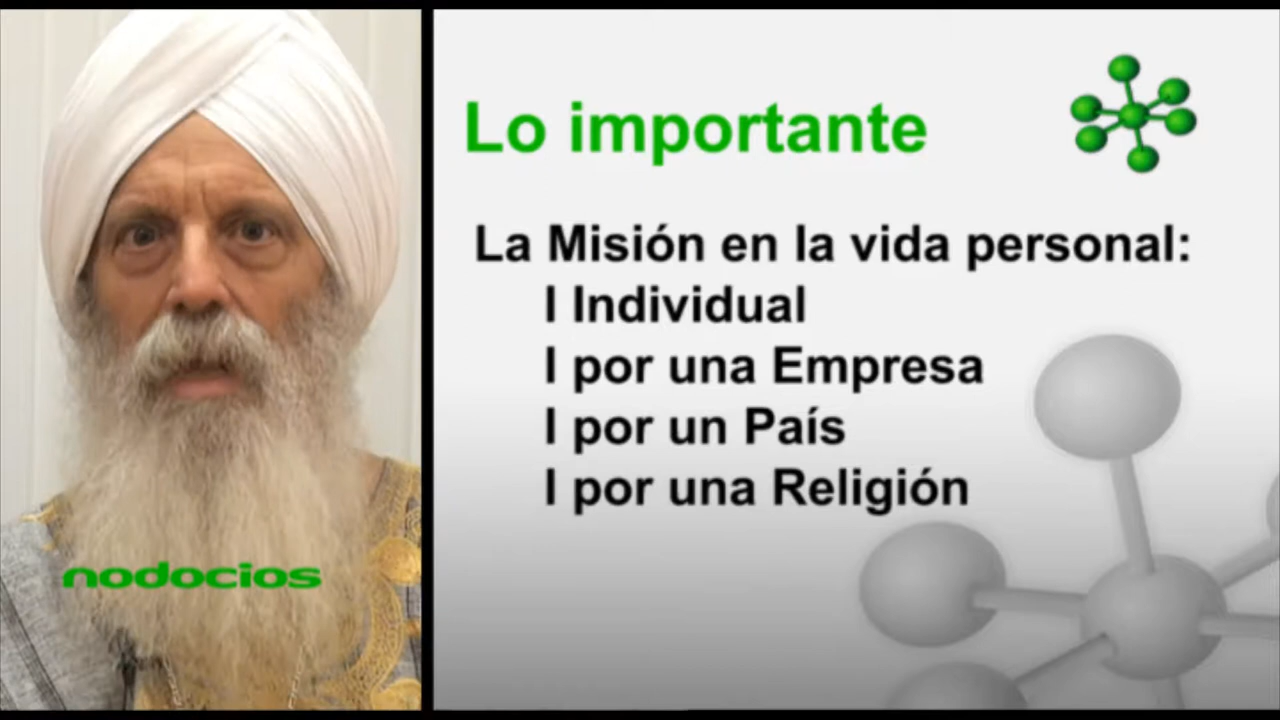 nodocios
Lo importante
La Misión en la vida personal:
l Individual
l por una Empresa
l por un País
l por una Religión